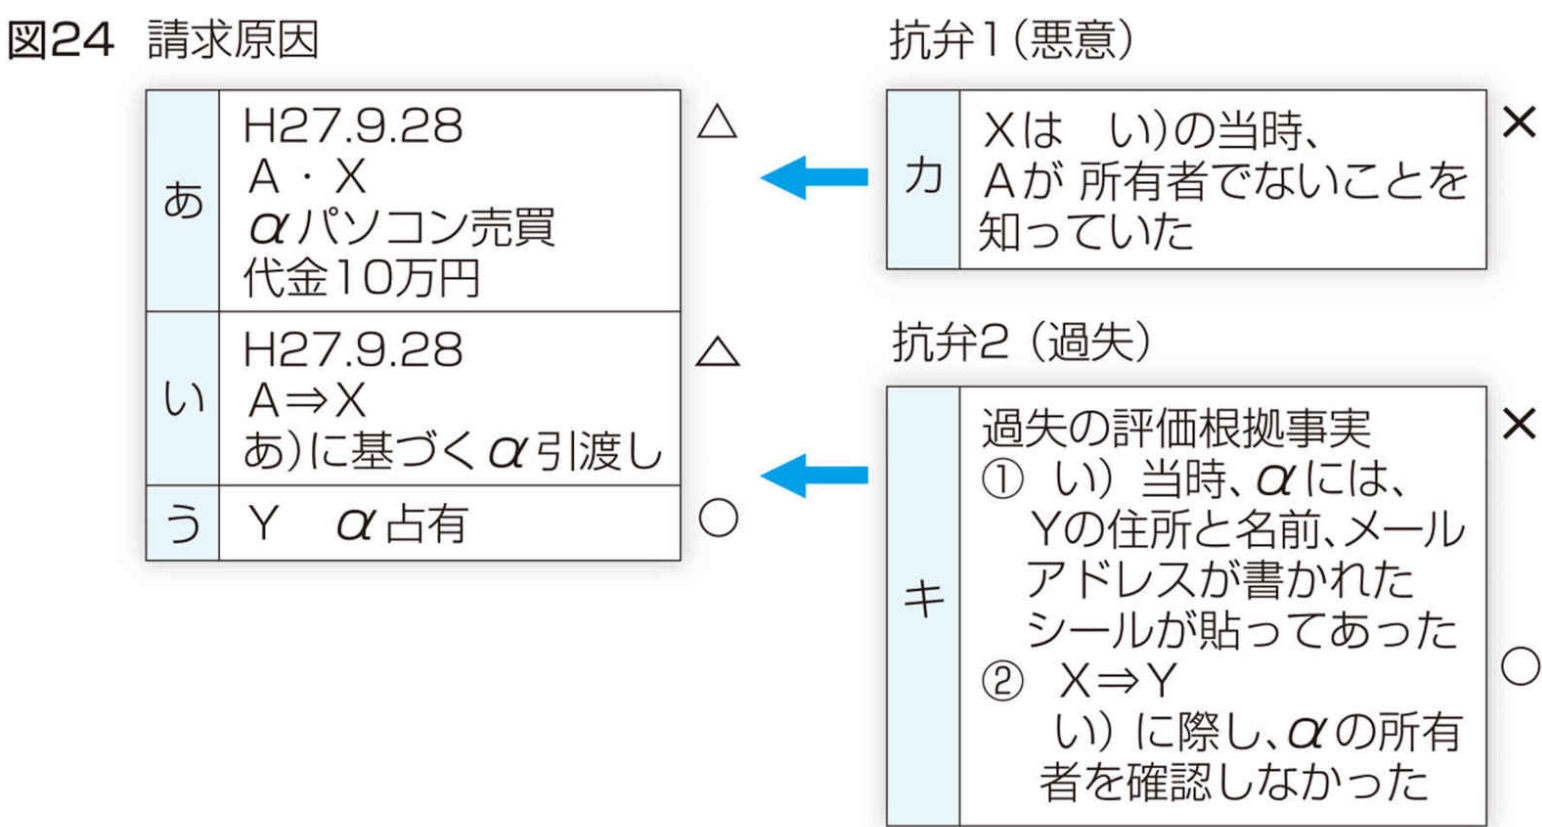 図24 請求原因
あ
H27.9.28
A・X
αパソコン売買
代金10万円
△
い
H27.9.28
A⇒X
あ)に基づくα引渡し
△
う
Y α占有
○
抗弁1(悪意)
カ
Xは い)の当時、
Aが 所有者でないことを
知っていた
×
抗弁2(過失)
キ
過失の評価根拠事実
① い) 当時、αには、
Yの住所と名前、メール
アドレスが書かれた
シールが貼ってあった
×
② X⇒Y
い) に際し、αの所有
者を確認しなかった
○